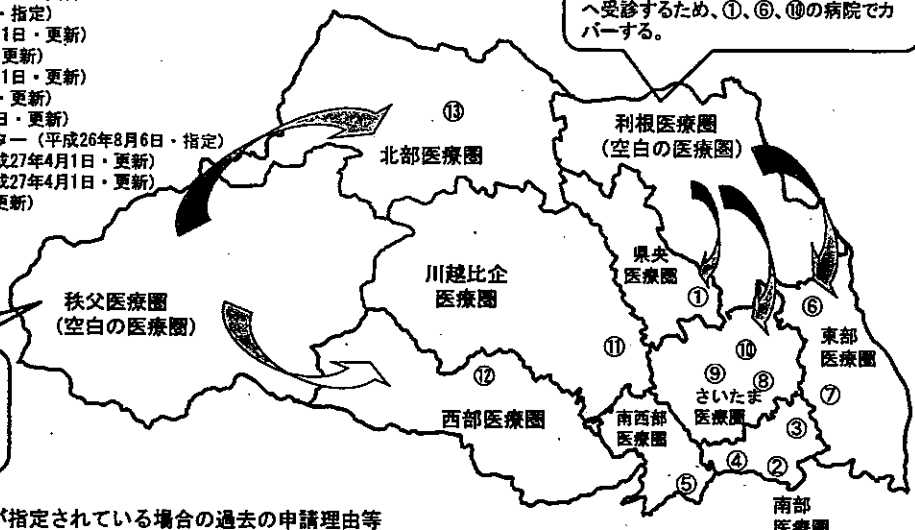 ・指定)
1日・更新)
更新)
1日・更新)
・更新)
日・更新)
ター (平成26年8月6日・指定)
成27年4月1日・更新)
成27年4月1日・更新)
更新)
へ受診するため、①、⑥、⑩の病院でカ
バーする。
⑬
北部医療圏
利根医療圏
(空白の医療圏)
県央
医療圏
川越比企
医療圏
秩父医療圏
(空白の医療圏)
①
⑥
東部
医療圏
⑪
⑩
⑨
⑧
さいたま
医療圏
⑦
⑫
西部医療圏
南西部
医療圏
③
④
②
⑤
南部
医療圏
が指定されている場合の過去の申請理由等